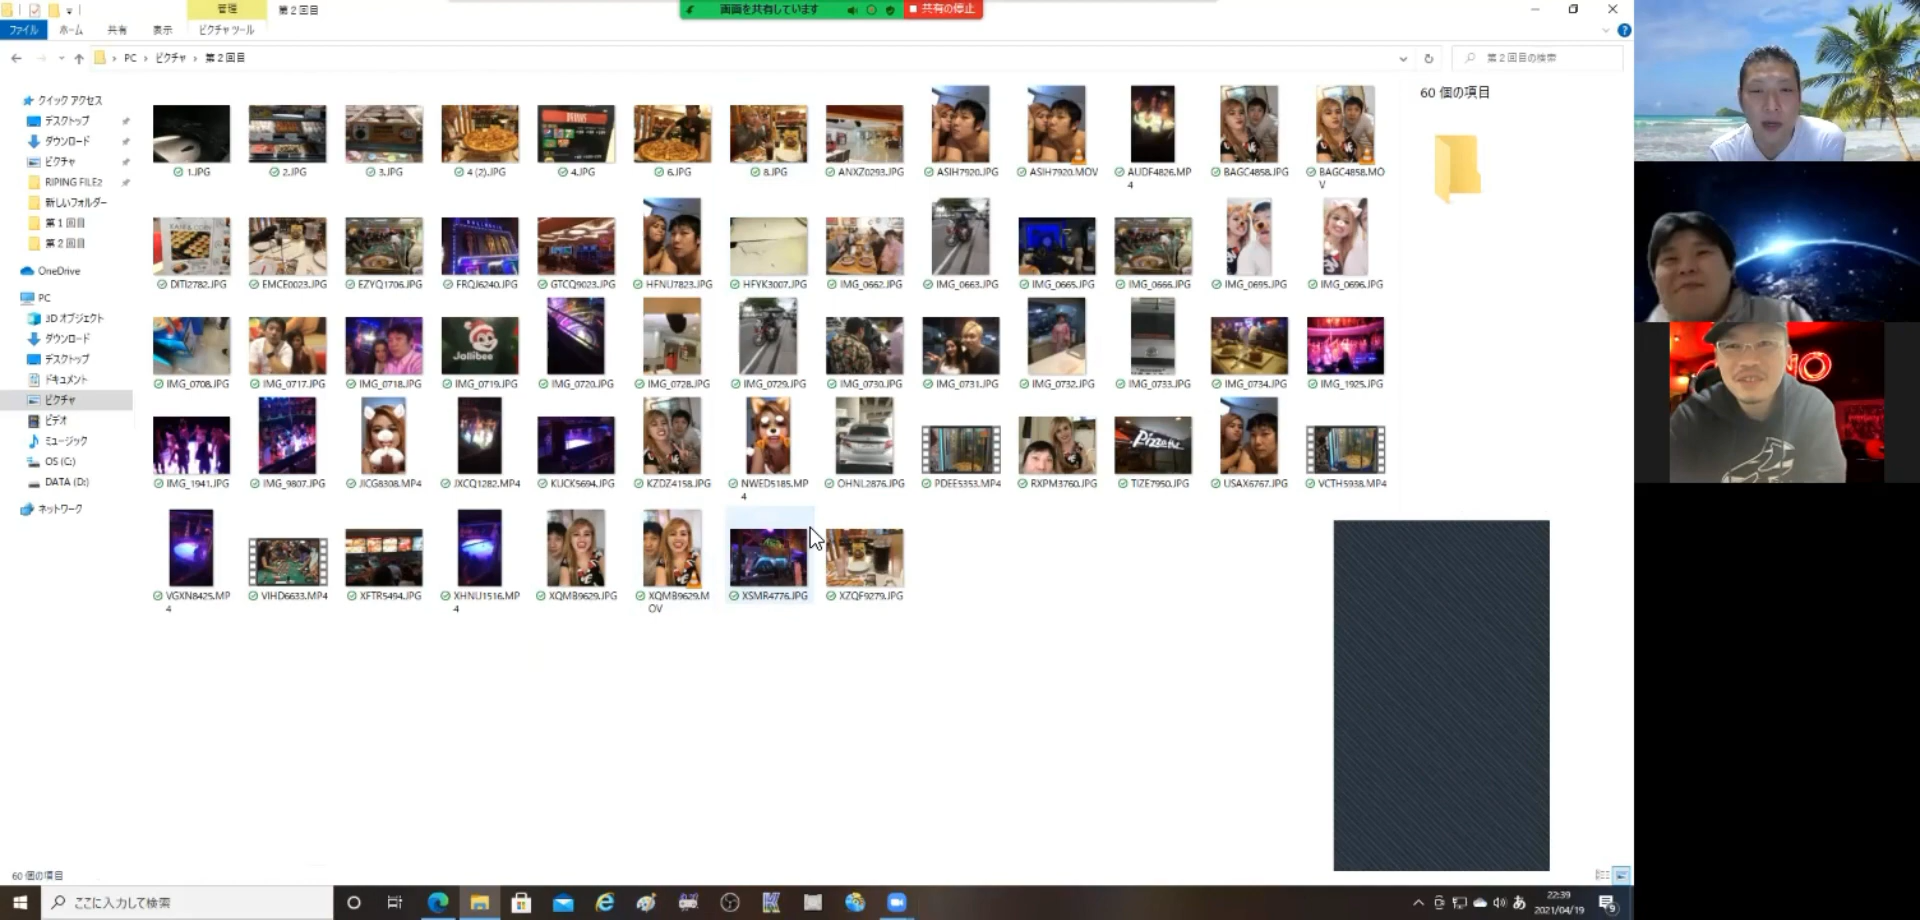 管理
第２回目
画面を共有しています
共有の停止
ファイル ホーム 共有 表示 ピクチャ ツール
PC › ピクチャ › 第２回目
第２回目の検索
クイック アクセス
デスクトップ
ダウンロード
ピクチャ
RIPING FILE2
新しいフォルダー
第１回目
第２回目
OneDrive
PC
3D オブジェクト
ダウンロード
デスクトップ
ドキュメント
ピクチャ
ビデオ
ミュージック
OS (C:)
DATA (D:)
ネットワーク
1.JPG 2.JPG 3.JPG 4 (2).JPG 4.JPG 6.JPG 8.JPG ANXZ0293.JPG ASIH7920.JPG ASIH7920.MOV AUDF4826.MP4 BAGC4858.JPG BAGC4858.MOV
DITI2782.JPG EMCE0023.JPG EZYQ1706.JPG FRQJ6240.JPG GTCQ9023.JPG HFNU7823.JPG HFYK3007.JPG IMG_0662.JPG IMG_0663.JPG IMG_0665.JPG IMG_0666.JPG IMG_0695.JPG IMG_0696.JPG
Jollibee
IMG_0708.JPG IMG_0717.JPG IMG_0718.JPG IMG_0719.JPG IMG_0720.JPG IMG_0728.JPG IMG_0729.JPG IMG_0730.JPG IMG_0731.JPG IMG_0732.JPG IMG_0733.JPG IMG_0734.JPG IMG_1925.JPG
IMG_1941.JPG IMG_9807.JPG JICG8308.MP4 JXCQ1282.MP4 KUCK5694.JPG KZDZ4158.JPG NWED5185.MP4 OHNL2876.JPG PDEE5353.MP4 RXPM3760.JPG TIZE7950.JPG USAX6767.JPG VCTH5938.MP4
VGXN8425.MP4 VIHD6633.MP4 XFTR5494.JPG XHNU1516.MP4 XQMB9629.JPG XQMB9629.MOV XSMR4776.JPG XZQF9279.JPG
60 個の項目
60 個の項目
ここに入力して検索
あ
22:39
2021/04/19